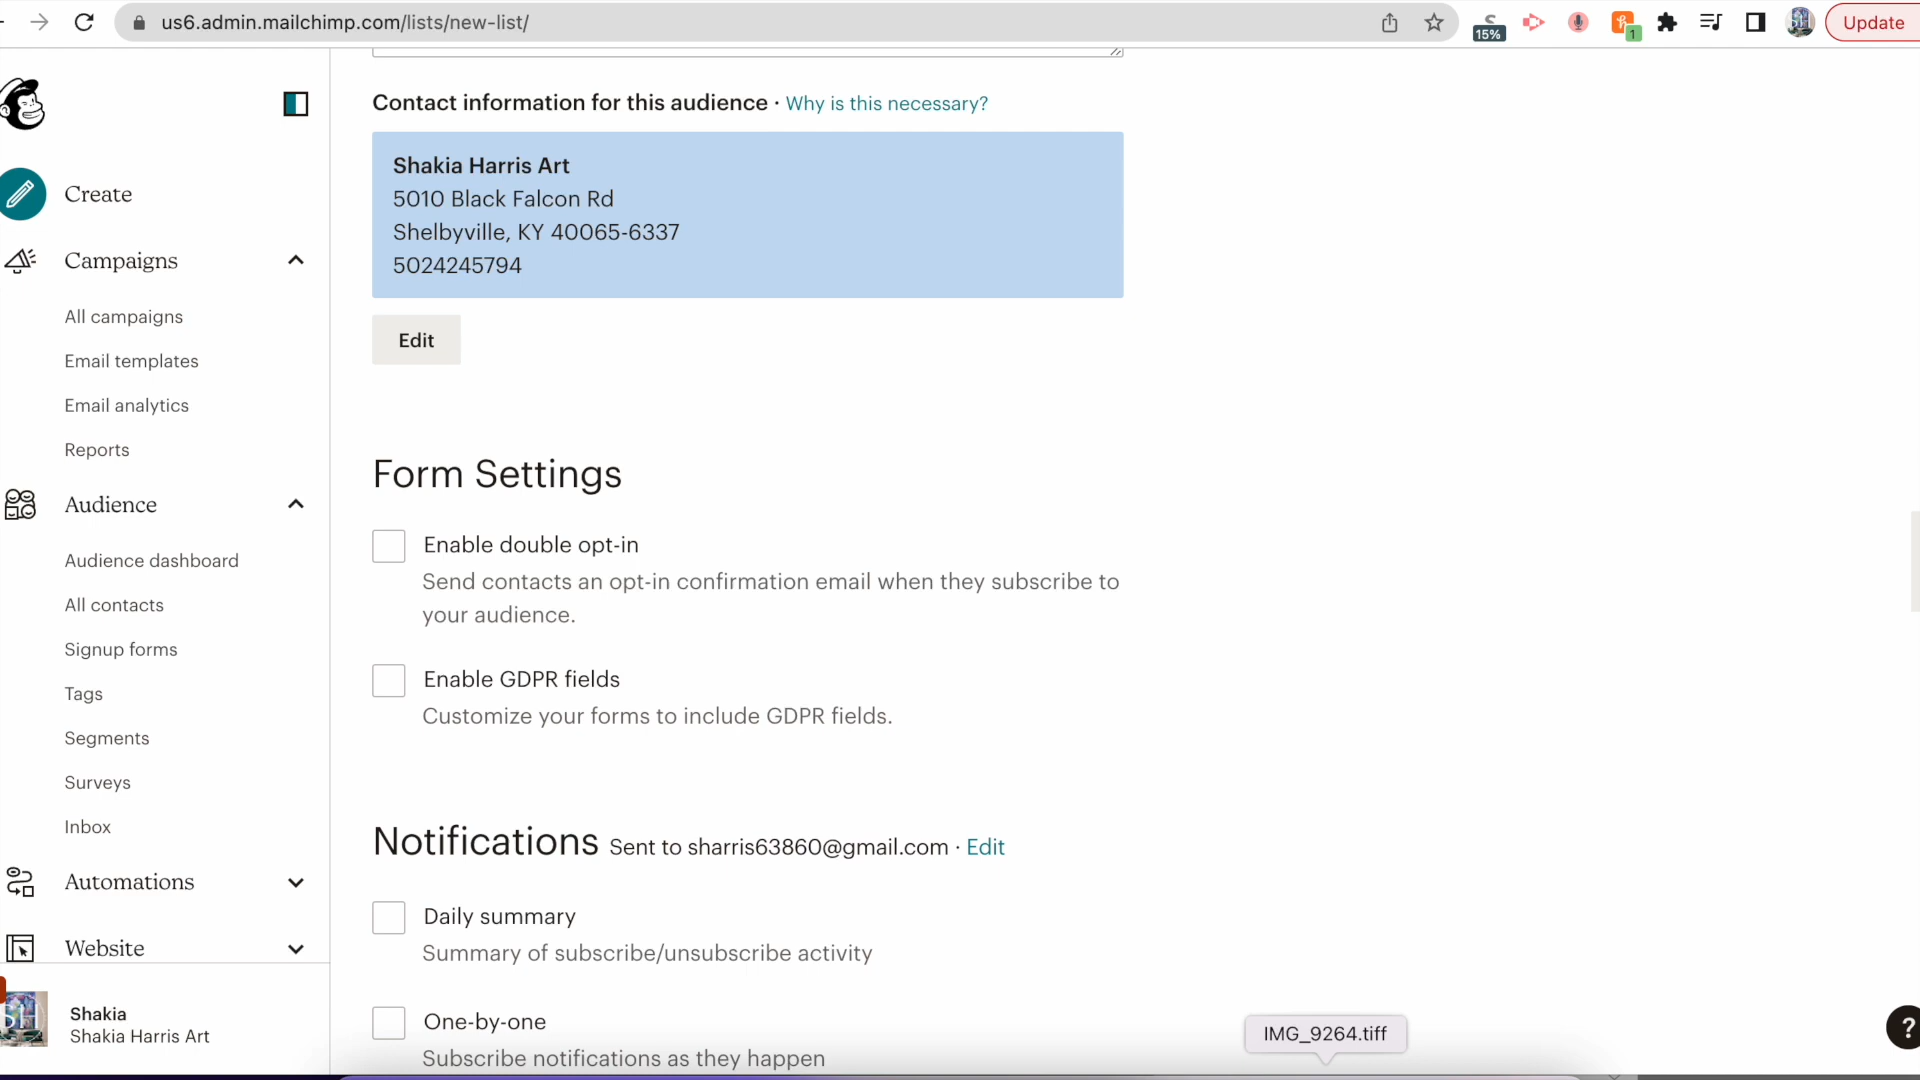 us6.admin.mailchimp.com/lists/new-list/
15%
1
Update
Contact information for this audience · Why is this necessary?
Shakia Harris Art
5010 Black Falcon Rd
Shelbyville, KY 40065-6337
5024245794
Edit
Create
Campaigns
All campaigns
Email templates
Email analytics
Reports
Audience
Audience dashboard
All contacts
Signup forms
Tags
Segments
Surveys
Inbox
Automations
Website
SH
Shakia
Shakia Harris Art
Form Settings
Enable double opt-in
Send contacts an opt-in confirmation email when they subscribe to
your audience.
Enable GDPR fields
Customize your forms to include GDPR fields.
Notifications Sent to sharris63860@gmail.com · Edit
Daily summary
Summary of subscribe/unsubscribe activity
One-by-one
Subscribe notifications as they happen
IMG_9264.tiff
?